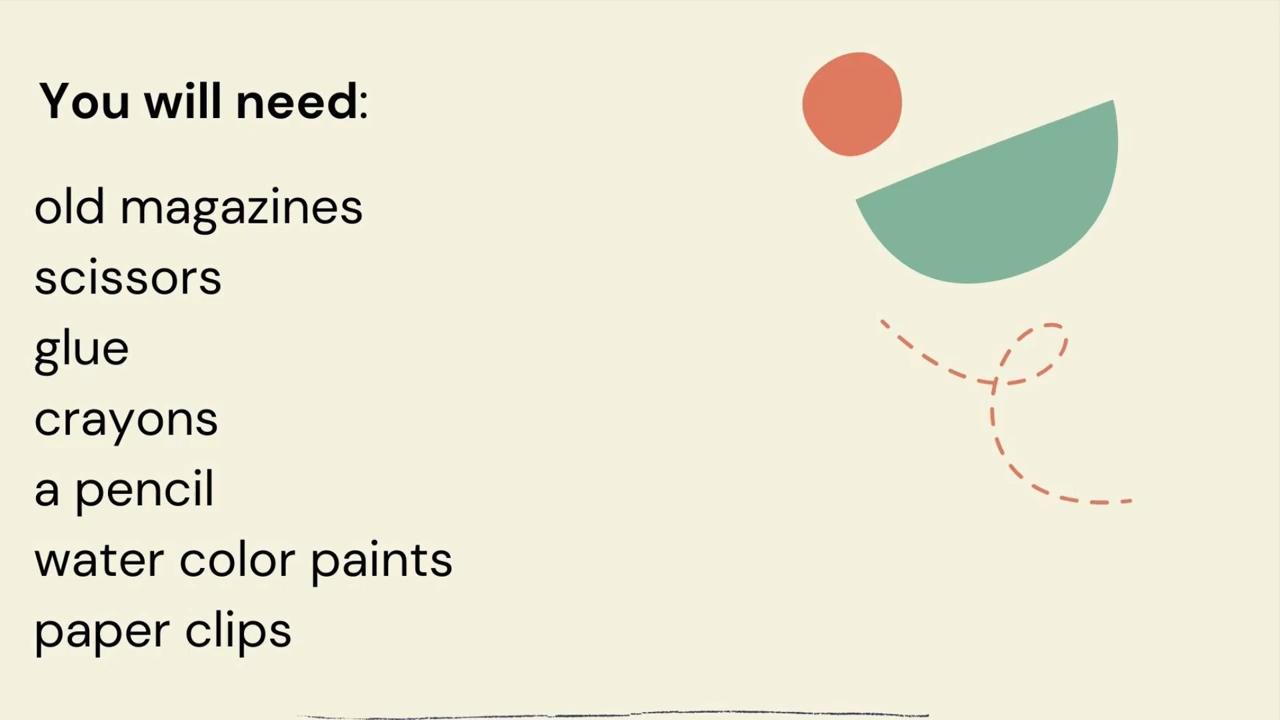 You will need:
old magazines
scissors
glue
crayons
a pencil
water color paints
paper clips